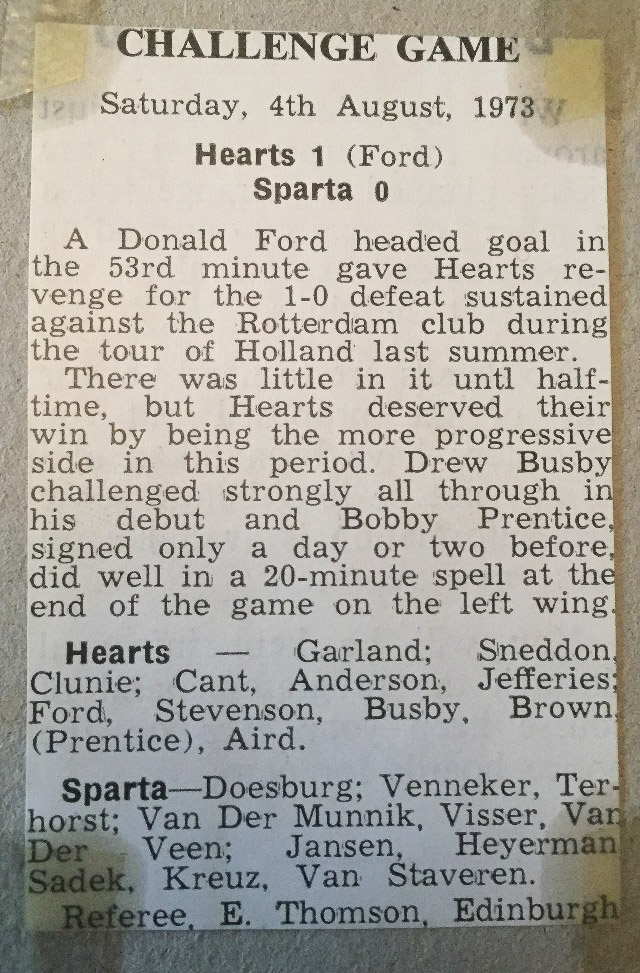 CHALLENGE GAME
Saturday, 4th August, 1973
Hearts 1 (Ford)
Sparta 0
A Donald Ford headed goal in
the 53rd minute gave Hearts re-
venge for the 1-0 defeat sustained
against the Rotterdam club during
the tour of Holland last summer.
There was little in it untl half-
time, but Hearts deserved their
win by being the more progressive
side in this period. Drew Busby
challenged strongly all through in
his debut and Bobby Prentice,
signed only a day or two before,
did well in a 20-minute spell at the
end of the game on the left wing.
Hearts — Garland; Sneddon,
Clunie; Cant, Anderson, Jefferies;
Ford, Stevenson, Busby, Brown,
(Prentice), Aird.
Sparta—Doesburg; Venneker, Ter-
horst; Van Der Munnik, Visser, Van
Der Veen; Jansen, Heyerman
Sadek, Kreuz, Van Staveren.
Referee, E. Thomson, Edinburgh